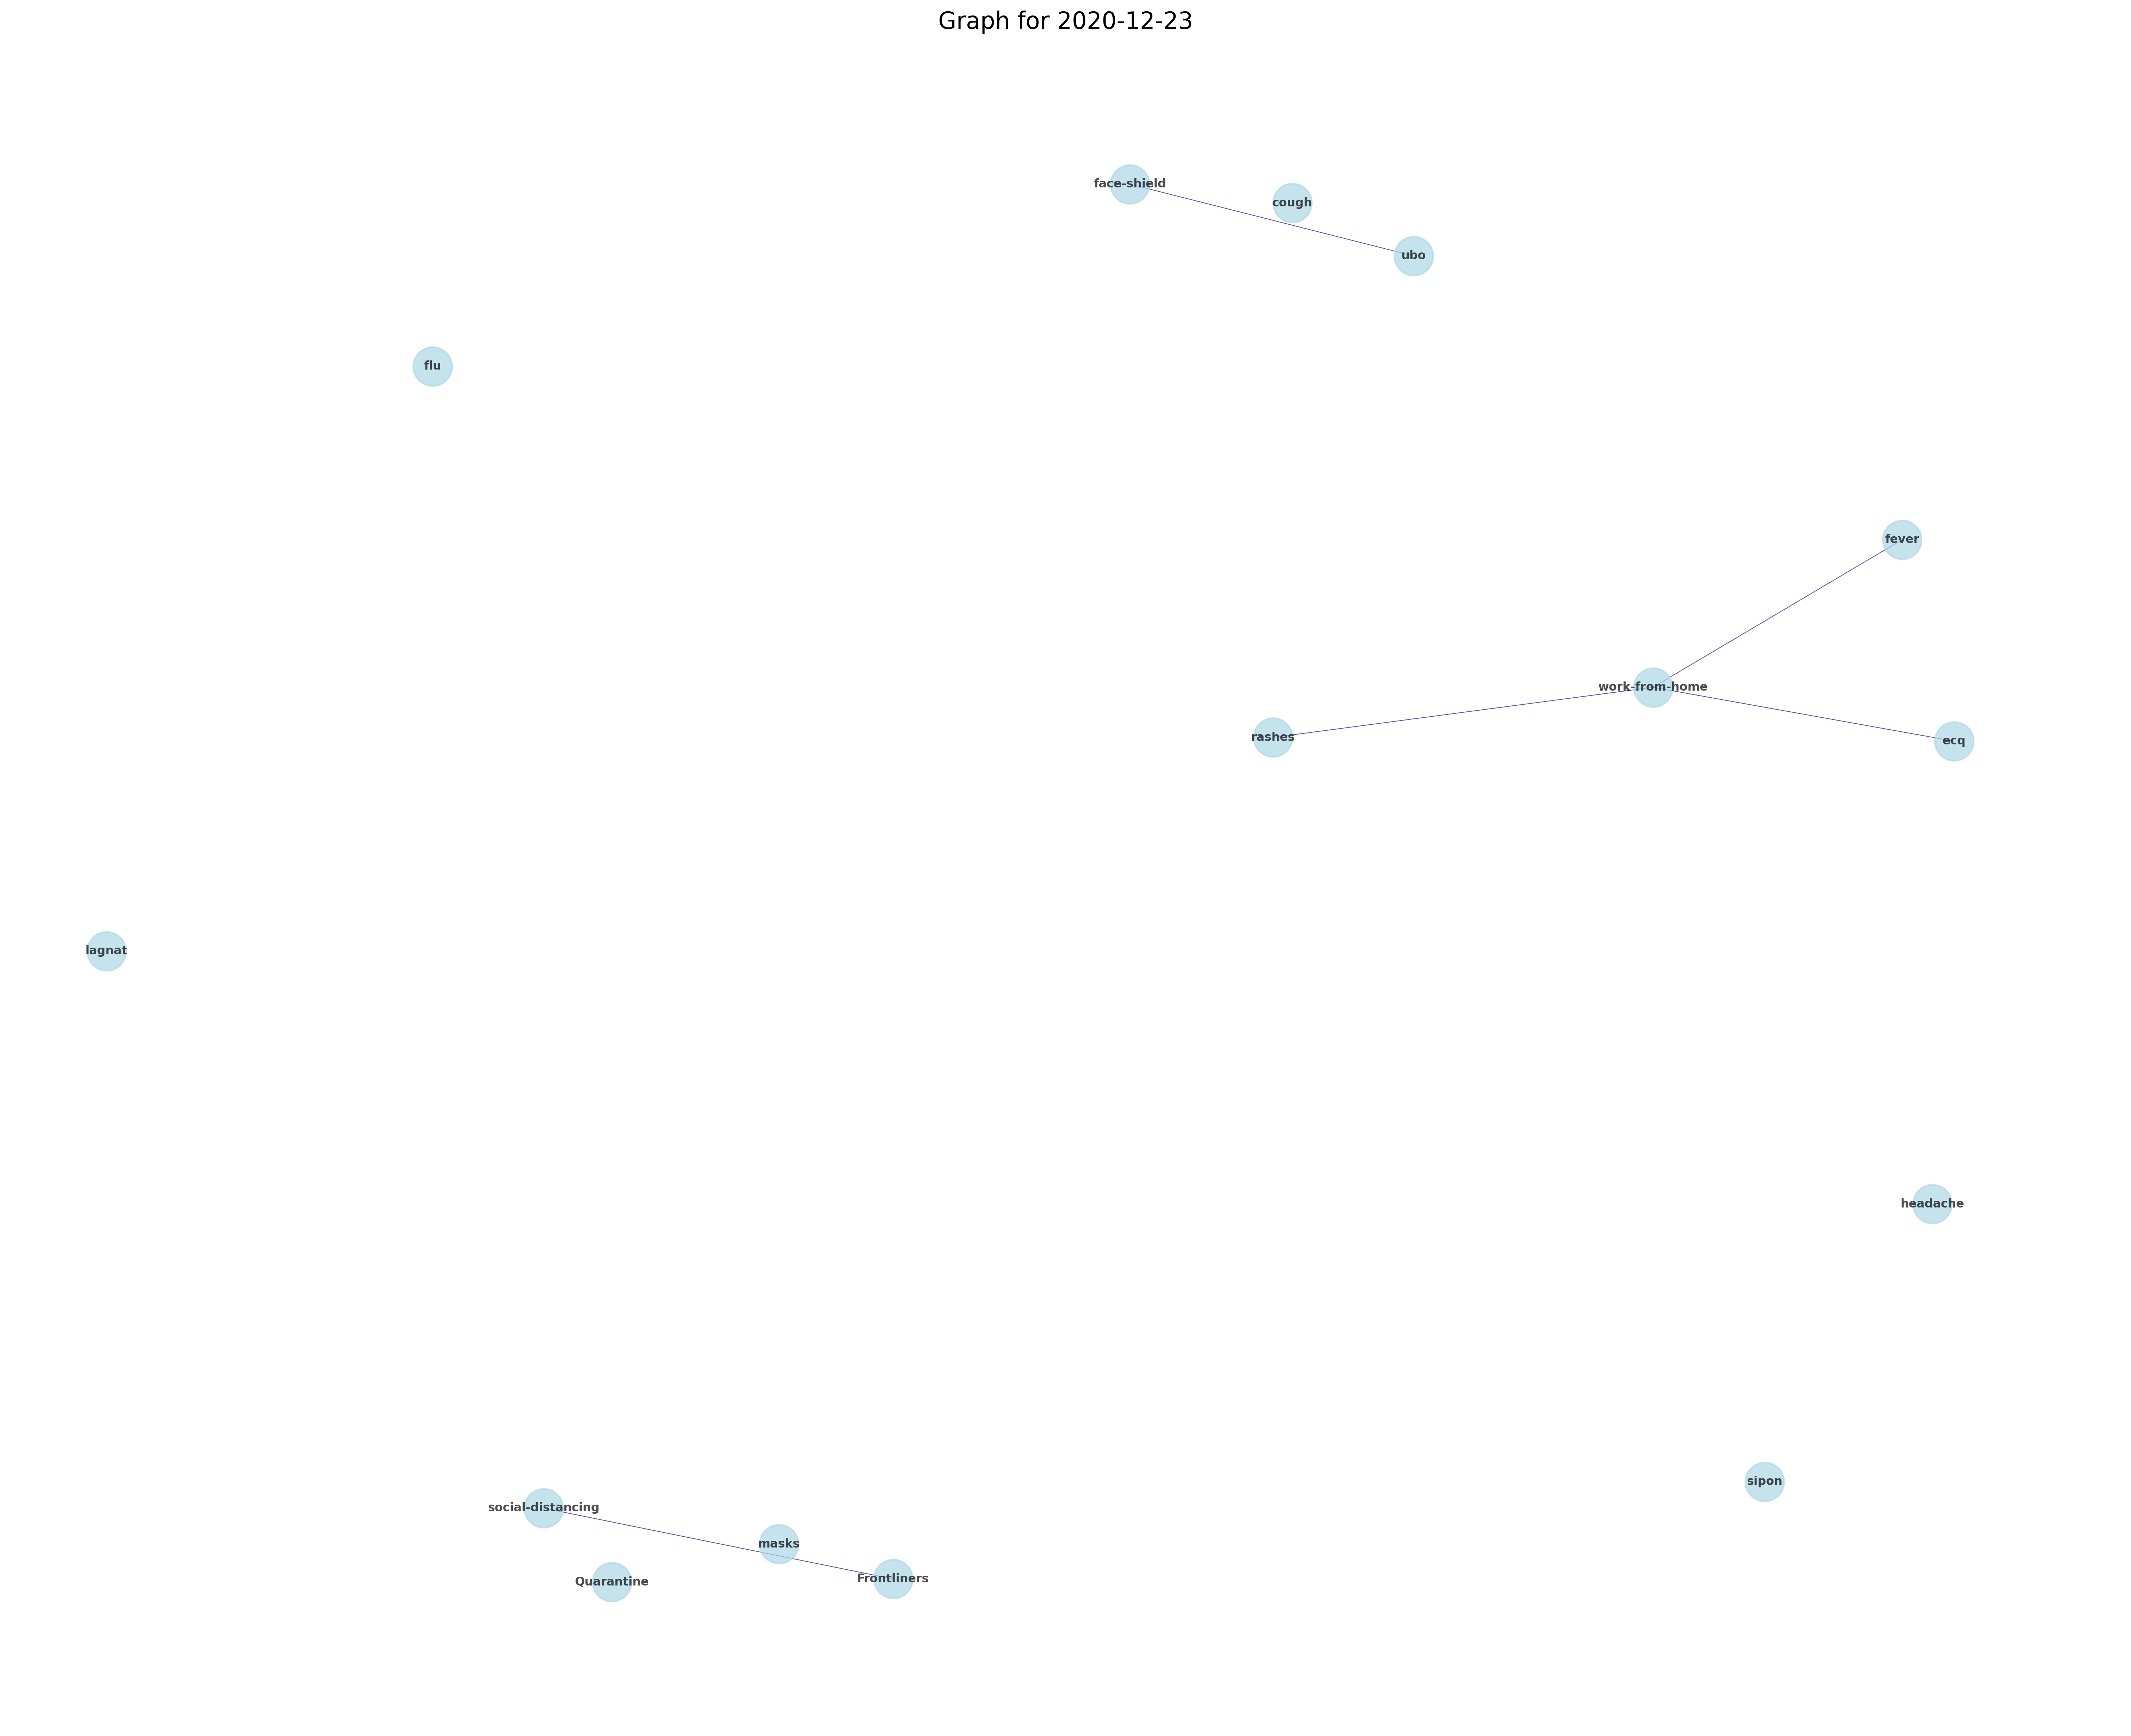 Graph for 2020-12-23
face-shield
cough
ubo
flu
fever
work-from-home
rashes
ecq
lagnat
headache
sipon
social-distancing
masks
Frontliners
Quarantine